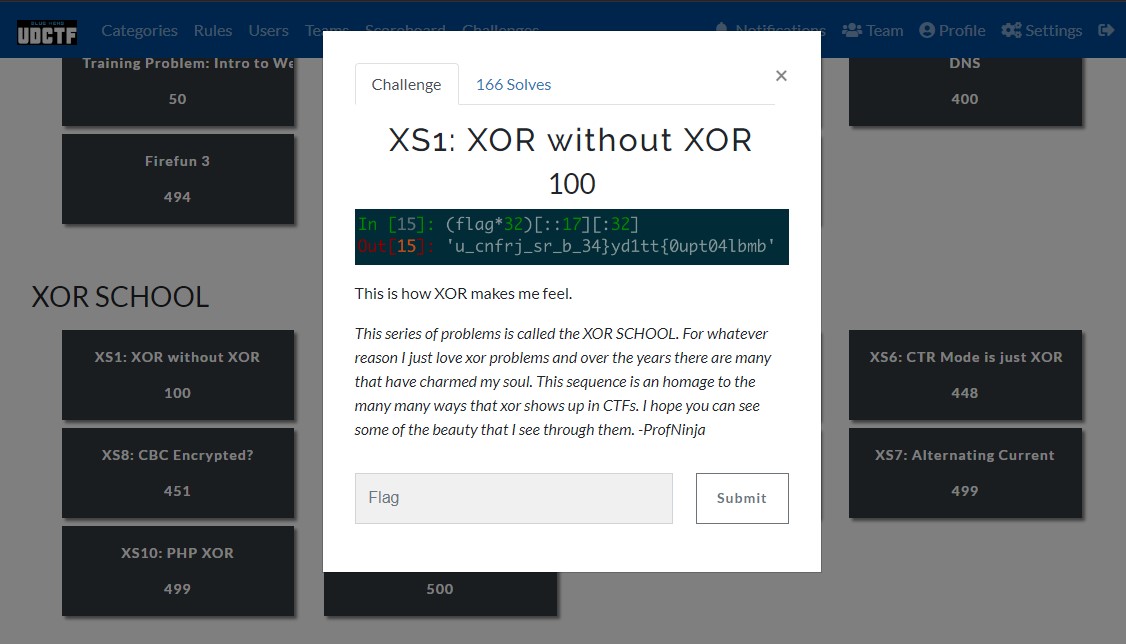 BLUE HENS
UDCTF
Categories Rules Users Teams Scoreboard Challenges Notifications Team Profile Settings
Training Problem: Intro to We
50
DNS
400
Firefun 3
494
Challenge
166 Solves
×
XS1: XOR without XOR
100
In [15]: (flag*32)[::17][:32]
Out[15]: 'u_cnfrj_sr_b_34}yd1tt{0upt04lbmb'
This is how XOR makes me feel.
This series of problems is called the XOR SCHOOL. For whatever
reason I just love xor problems and over the years there are many
that have charmed my soul. This sequence is an homage to the
many many ways that xor shows up in CTFs. I hope you can see
some of the beauty that I see through them. -ProfNinja
Flag
Submit
XOR SCHOOL
XS1: XOR without XOR
100
XS6: CTR Mode is just XOR
448
XS8: CBC Encrypted?
451
XS7: Alternating Current
499
XS10: PHP XOR
499
500